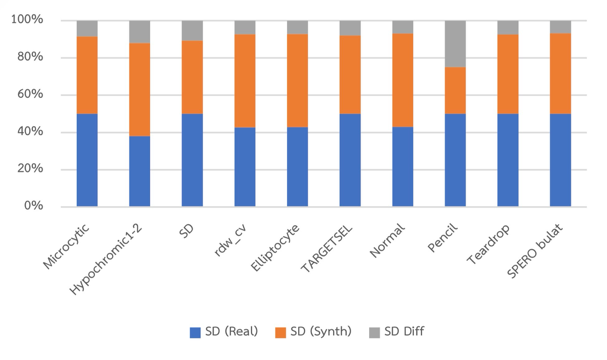 100%
80%
60%
40%
20%
0%
Microcytic
Hypochromic1-2
SD
rdw_cv
Elliptocyte
TARGETSEL
Normal
Pencil
Teardrop
SPERO bulat
SD (Real) SD (Synth) SD Diff